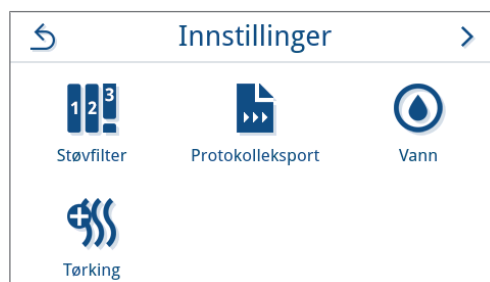 Innstillinger
1 2 3
Støvfilter
Protokolleksport
Vann
Tørking